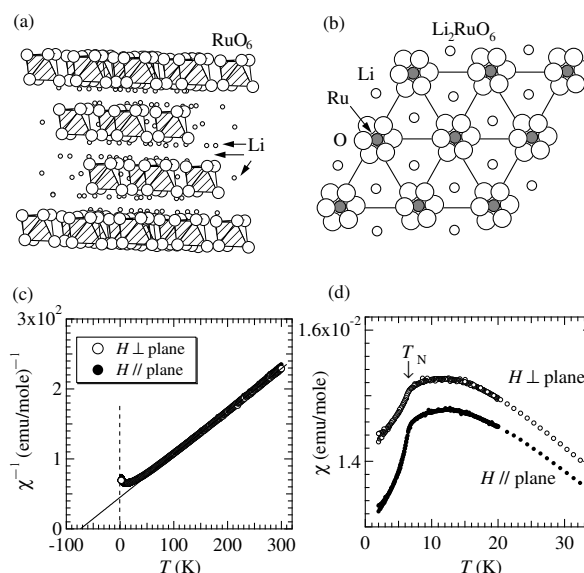 (a)
RuO₆
Li
(b)
Li₂RuO₆
Li
Ru
O
(c)
3x10²
2
1
0
χ⁻¹ (emu/mole)⁻¹
H ⊥ plane
H // plane
-100 0 100 200 300
T (K)
(d)
1.6x10⁻²
1.4
χ (emu/mole)
T_N
H ⊥ plane
H // plane
0 10 20 30
T (K)